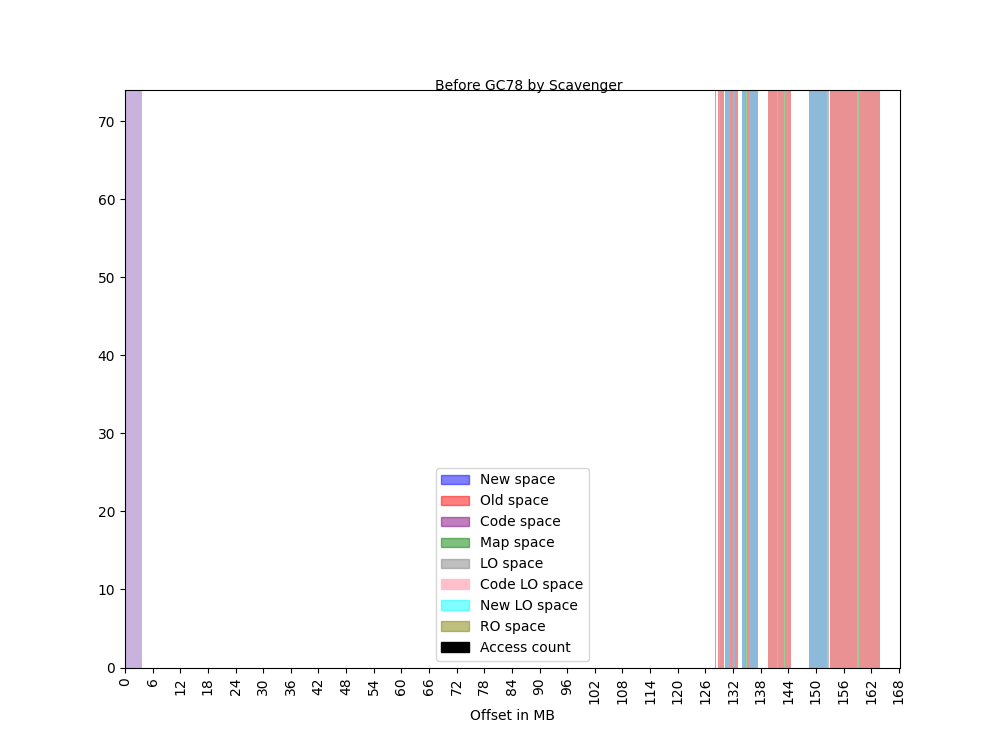 Before GC78 by Scavenger
70
60
50
40
30
20
10
0
New space
Old space
Code space
Map space
LO space
Code LO space
New LO space
RO space
Access count
0 6 12 18 24 30 36 42 48 54 60 66 72 78 84 90 96 102 108 114 120 126 132 138 144 150 156 162 168
Offset in MB